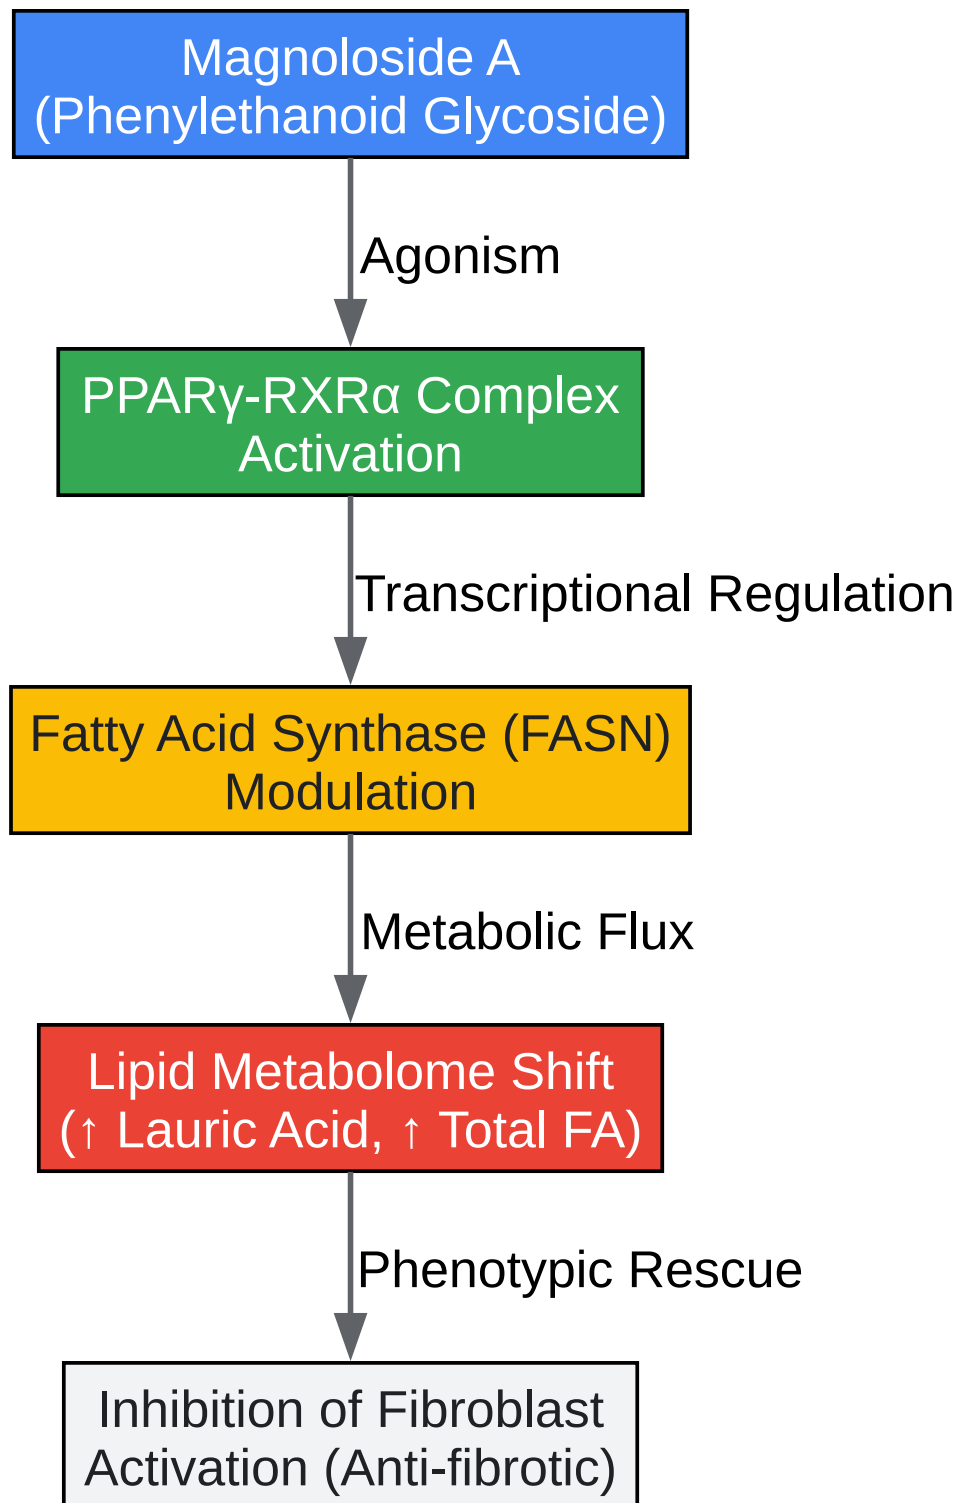 Magnoloside A
(Phenylethanoid Glycoside)
Agonism
PPARγ-RXRα Complex
Activation
Transcriptional Regulation
Fatty Acid Synthase (FASN)
Modulation
Metabolic Flux
Lipid Metabolome Shift
(↑ Lauric Acid, ↑ Total FA)
Phenotypic Rescue
Inhibition of Fibroblast
Activation (Anti-fibrotic)